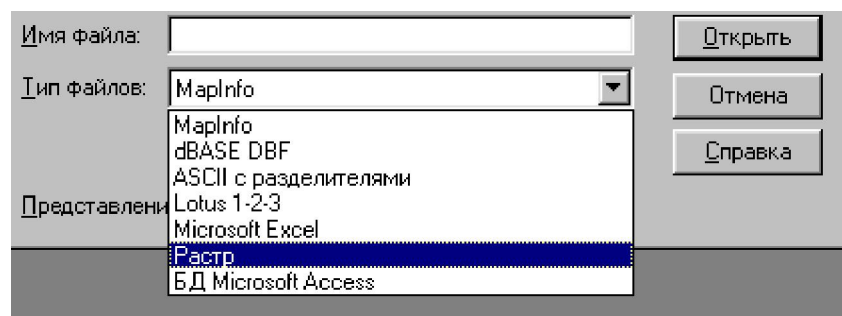 Имя файла:
Открыть
Тип файлов: MapInfo
Отмена
MapInfo
dBASE DBF
ASCII с разделителями
Справка
Представлени Lotus 1-2-3
Microsoft Excel
Растр
БД Microsoft Access